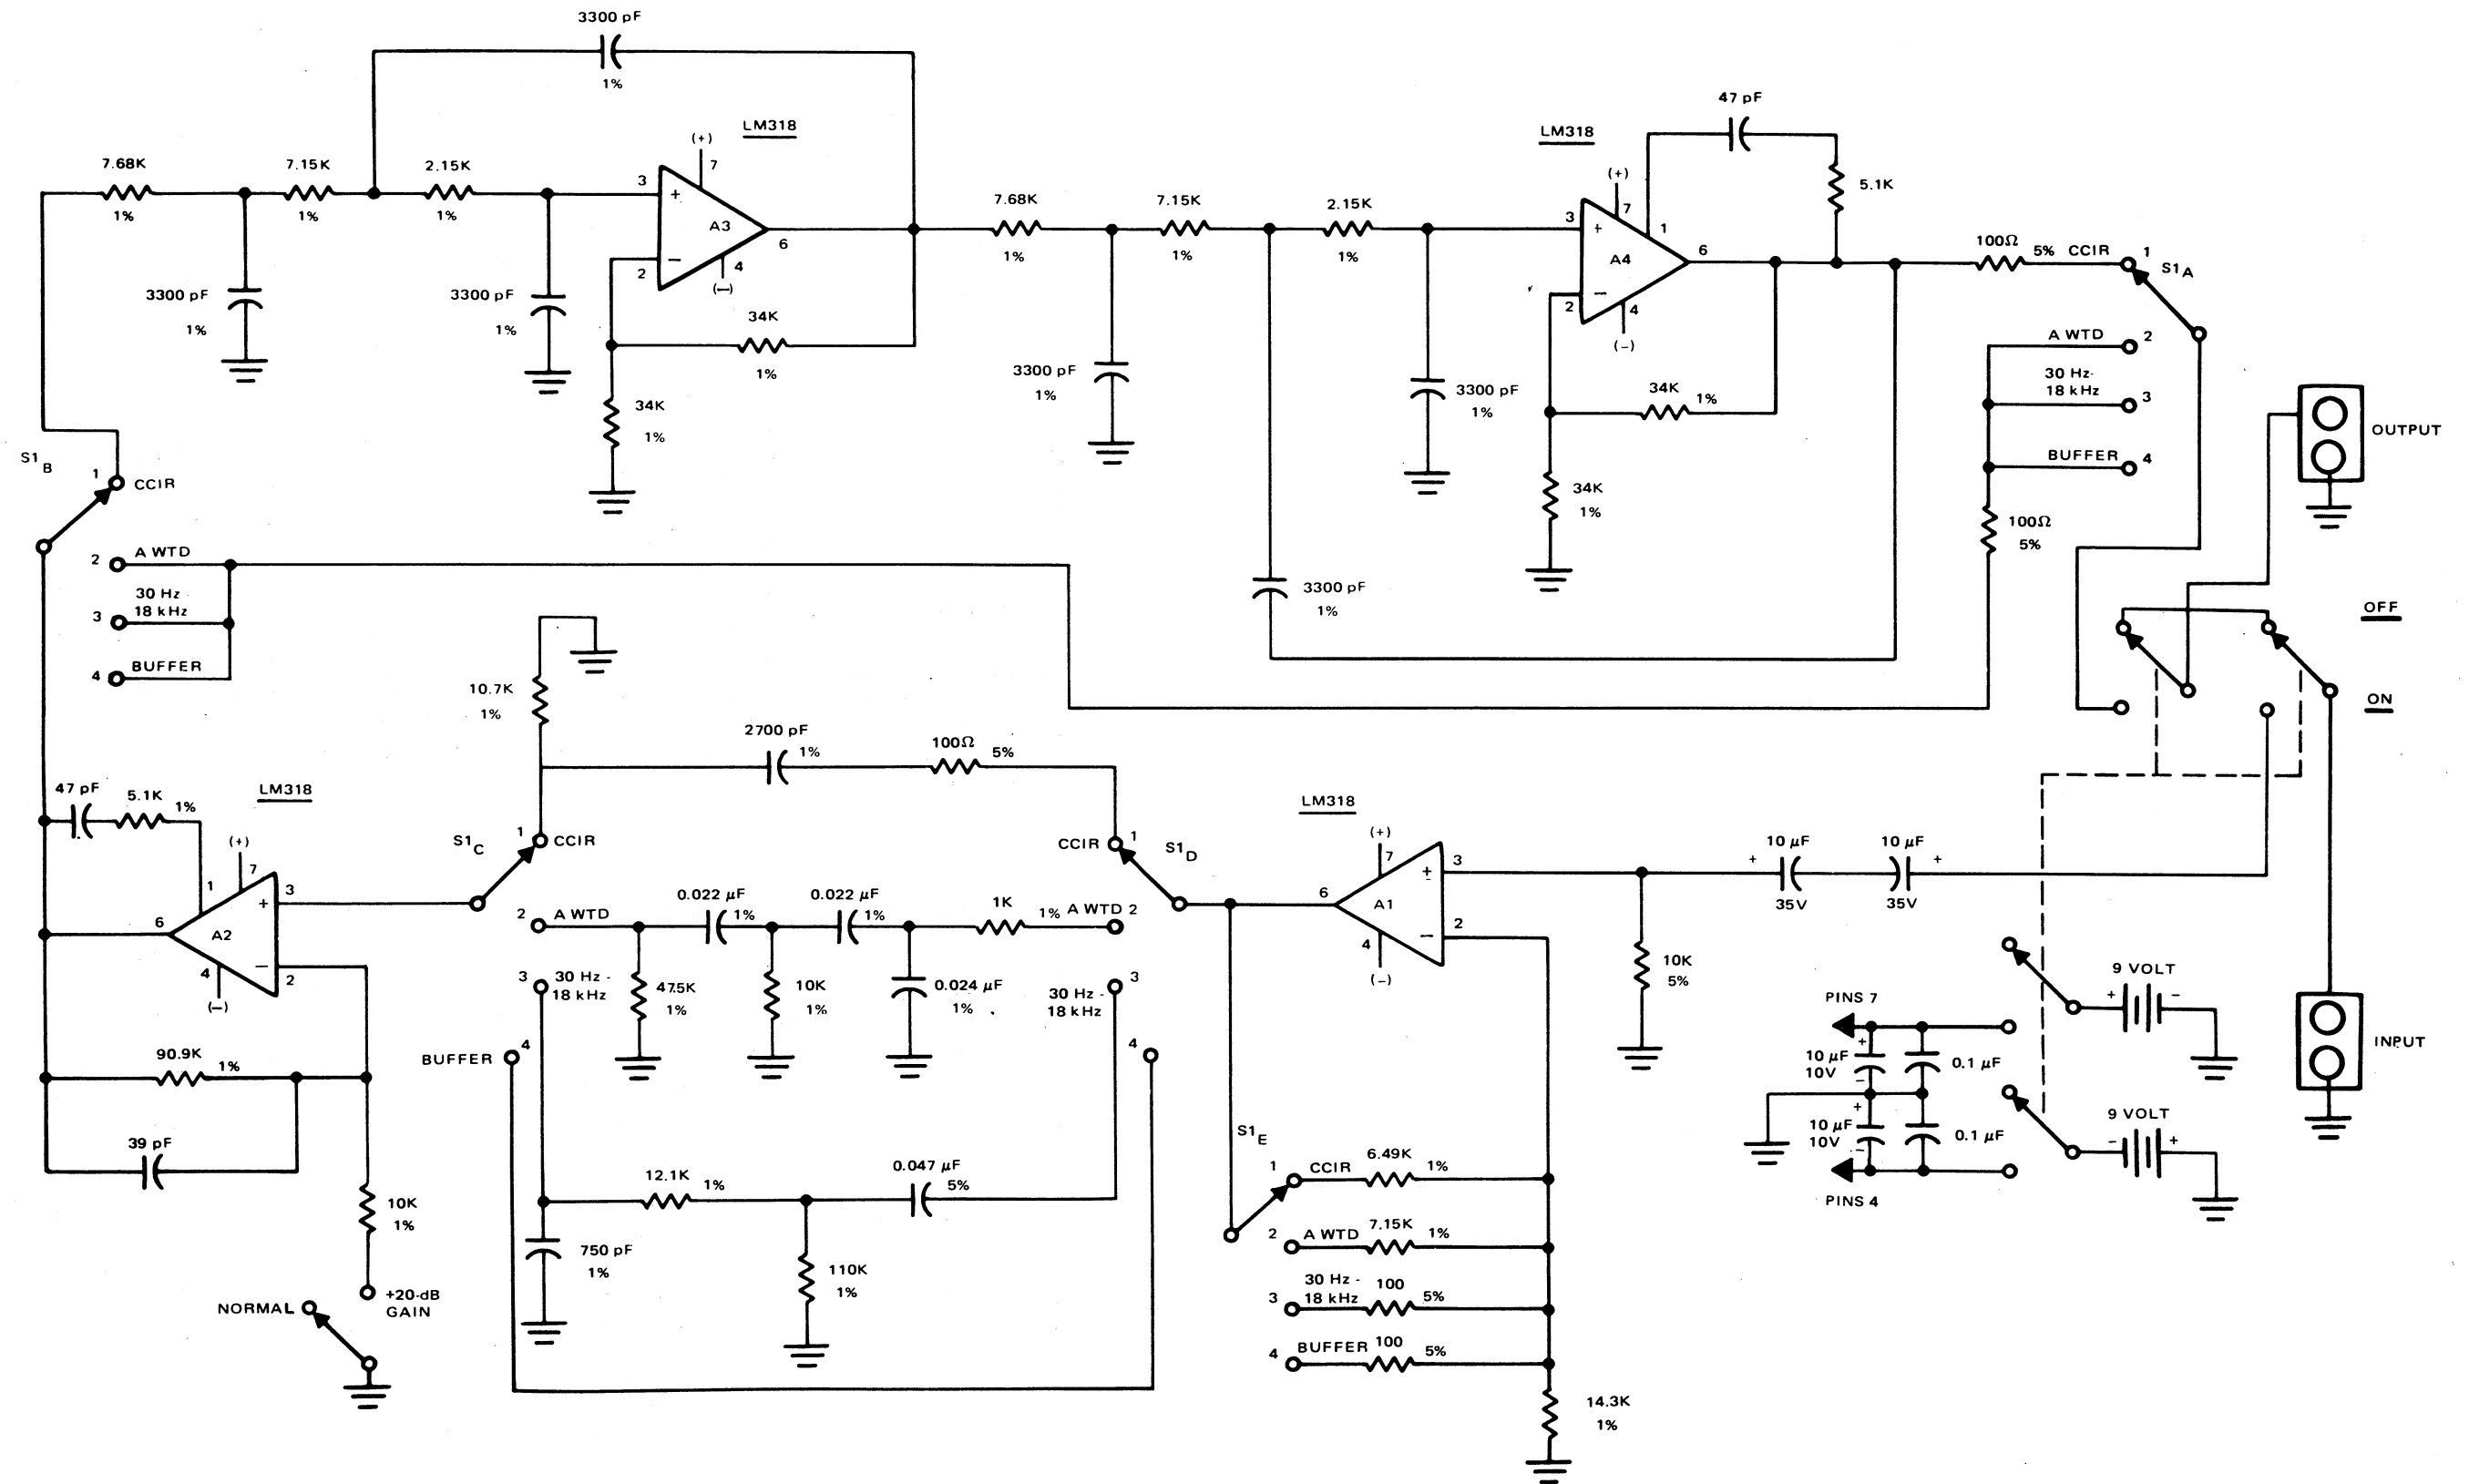 3300 pF
1%
LM318
(+)
7
7.68K
1%
7.15K
1%
2.15K
1%
3
+
A3
6
2
−
4
(−)
3300 pF
1%
3300 pF
1%
34K
1%
34K
1%
7.68K
1%
7.15K
1%
2.15K
1%
3300 pF
1%
3300 pF
1%
3300 pF
1%
LM318
47 pF
5.1K
(+)
7
1
3
+
A4
6
2
−
4
(−)
34K
1%
34K
1%
100Ω
5%
CCIR
1
S1A
A WTD
2
30 Hz-
18 kHz
3
BUFFER
4
100Ω
5%
OUTPUT
OFF
ON
S1B
1
CCIR
2
A WTD
30 Hz
3
18 kHz
4
BUFFER
10.7K
1%
2700 pF
1%
100Ω
5%
47 pF
5.1K
1%
LM318
(+)
7
1
3
+
A2
6
4
(−)
−
2
S1C
1
CCIR
CCIR
1
S1D
2
A WTD
0.022 µF
1%
0.022 µF
1%
1K
1%
A WTD 2
3
30 Hz -
18 kHz
47.5K
1%
10K
1%
0.024 µF
1%
3
30 Hz -
18 kHz
BUFFER
4
4
90.9K
1%
39 pF
10K
1%
NORMAL
+20-dB
GAIN
12.1K
1%
0.047 µF
5%
750 pF
1%
110K
1%
LM318
(+)
7
3
+
A1
6
2
−
4
(−)
10K
5%
+
10 µF
35V
10 µF
+
35V
S1E
1
CCIR
6.49K
1%
2
A WTD
7.15K
1%
3
30 Hz -
18 kHz
100
5%
4
BUFFER
100
5%
14.3K
1%
PINS 7
+
10 µF
10V
−
0.1 µF
+
10 µF
10V
−
0.1 µF
PINS 4
9 VOLT
+
−
9 VOLT
−
+
INPUT